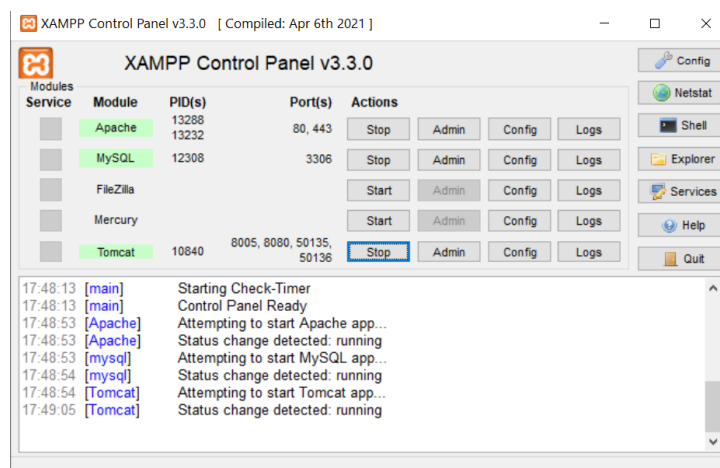 XAMPP Control Panel v3.3.0 [ Compiled: Apr 6th 2021 ]
XAMPP Control Panel v3.3.0
Config
Modules
Service Module PID(s) Port(s) Actions
Netstat
Apache 13288 13232 80, 443 Stop Admin Config Logs
Shell
MySQL 12308 3306 Stop Admin Config Logs
Explorer
FileZilla Start Admin Config Logs
Services
Mercury Start Admin Config Logs
Help
Tomcat 10840 8005, 8080, 50135, 50136 Stop Admin Config Logs
Quit
17:48:13 [main] Starting Check-Timer
17:48:13 [main] Control Panel Ready
17:48:53 [Apache] Attempting to start Apache app...
17:48:53 [Apache] Status change detected: running
17:48:53 [mysql] Attempting to start MySQL app...
17:48:54 [mysql] Status change detected: running
17:48:54 [Tomcat] Attempting to start Tomcat app...
17:49:05 [Tomcat] Status change detected: running